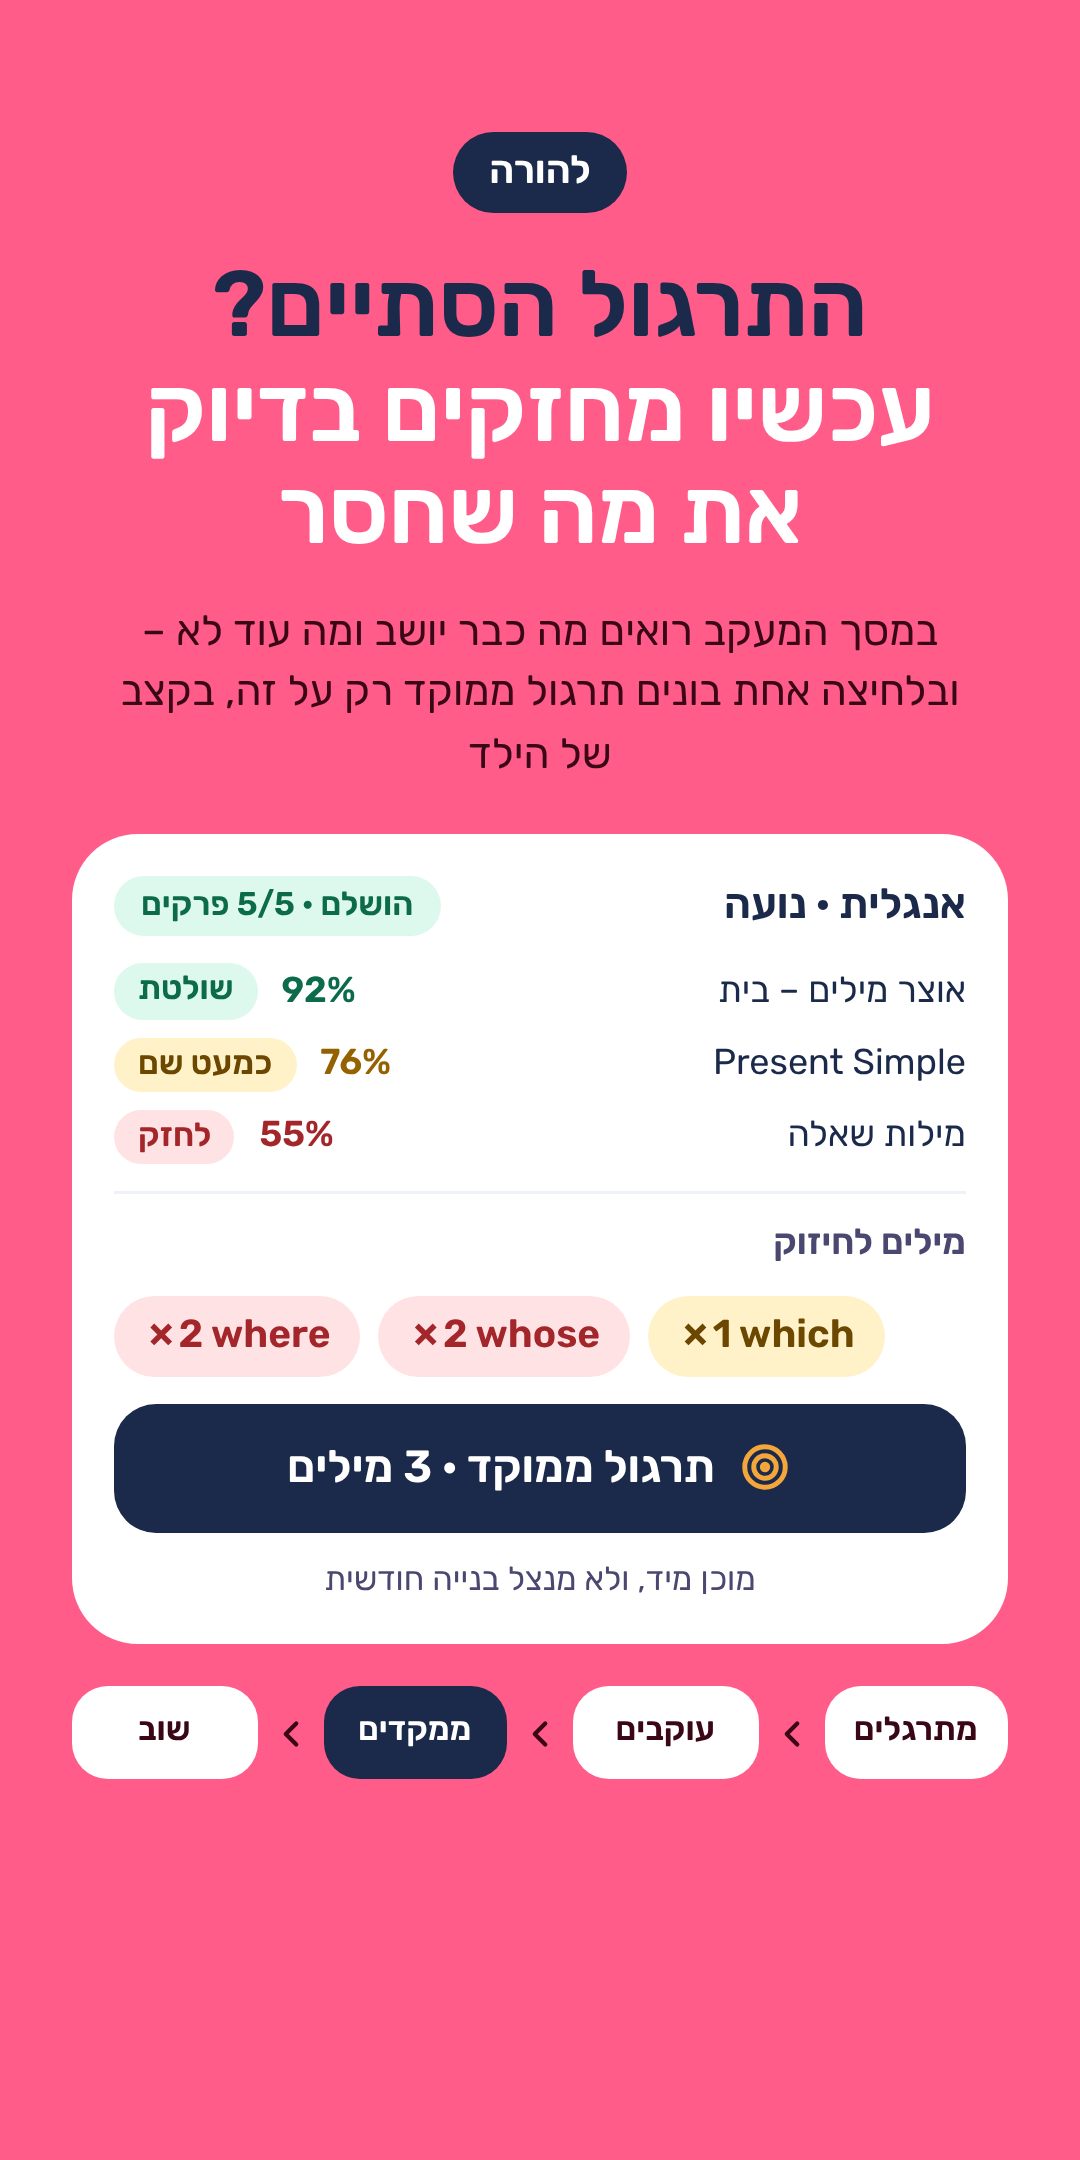 להורה
התרגול הסתיים?
עכשיו מחזקים בדיוק
את מה שחסר
במסך המעקב רואים מה כבר יושב ומה עוד לא –
ובלחיצה אחת בונים תרגול ממוקד רק על זה, בקצב
של הילד
אנגלית • נועה
הושלם • 5/5 פרקים
אוצר מילים – בית 92% שולטת
Present Simple 76% כמעט שם
מילות שאלה 55% לחזק
מילים לחיזוק
which ×1
whose ×2
where ×2
תרגול ממוקד • 3 מילים
מוכן מיד, ולא מנצל בנייה חודשית
מתרגלים › עוקבים › ממקדים › שוב